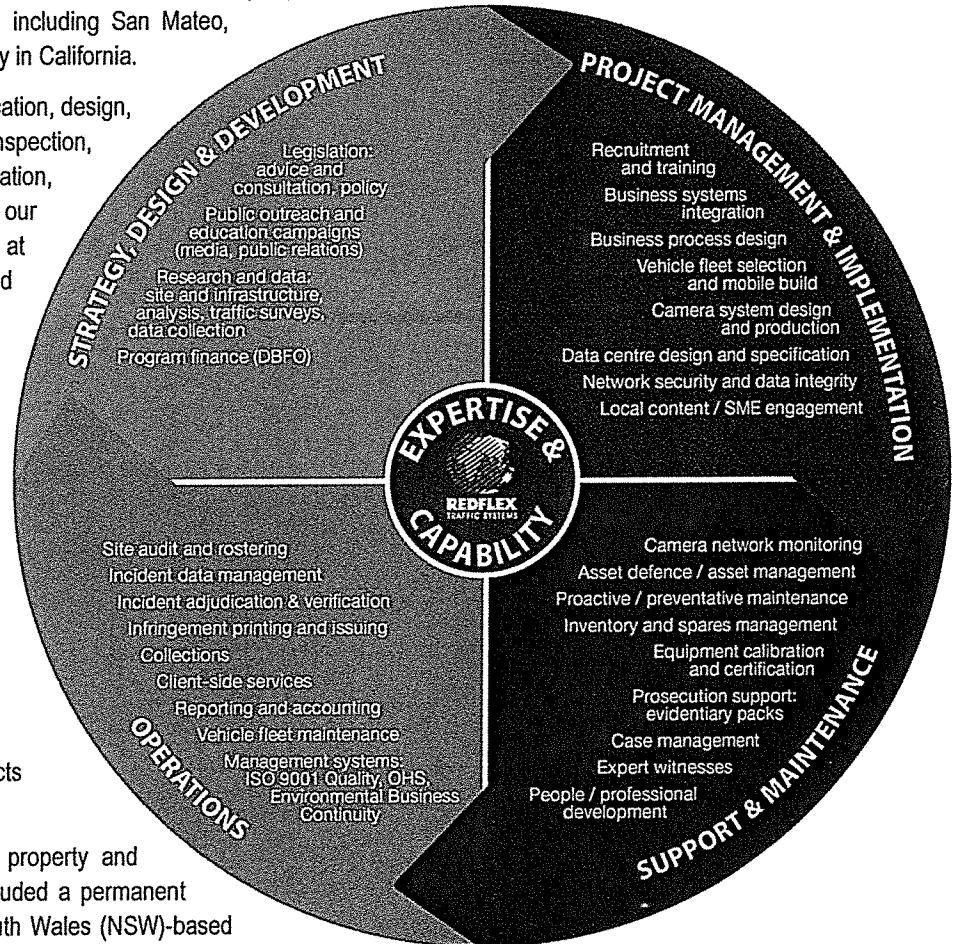 including San Mateo,
y in California.
cation, design,
nspection,
ation,
our
at
d
cts
property and
luded a permanent
uth Wales (NSW)-based
STRATEGY, DESIGN & DEVELOPMENT
Legislation:
advice and
consultation, policy
Public outreach and
education campaigns
(media, public relations)
Research and data:
site and infrastructure,
analysis, traffic surveys,
data collection
Program finance (DBFO)
PROJECT MANAGEMENT & IMPLEMENTATION
Recruitment
and training
Business systems
integration
Business process design
Vehicle fleet selection
and mobile build
Camera system design
and production
Data centre design and specification
Network security and data integrity
Local content / SME engagement
EXPERTISE &
REDFLEX
TRAFFIC SYSTEMS
CAPABILITY
Site audit and rostering
Incident data management
Incident adjudication & verification
Infringement printing and issuing
Collections
Client-side services
Reporting and accounting
Vehicle fleet maintenance
Management systems:
ISO 9001 Quality, OHS,
Environmental Business
Continuity
OPERATIONS
Camera network monitoring
Asset defence / asset management
Proactive / preventative maintenance
Inventory and spares management
Equipment calibration
and certification
Prosecution support:
evidentiary packs
Case management
Expert witnesses
People / professional
development
SUPPORT & MAINTENANCE